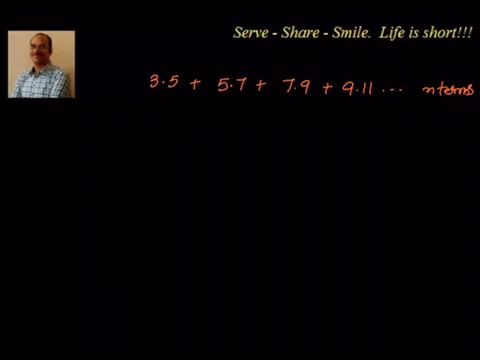 Serve - Share - Smile. Life is short!!!
3.5 + 5.7 + 7.9 + 9.11 ... n terms